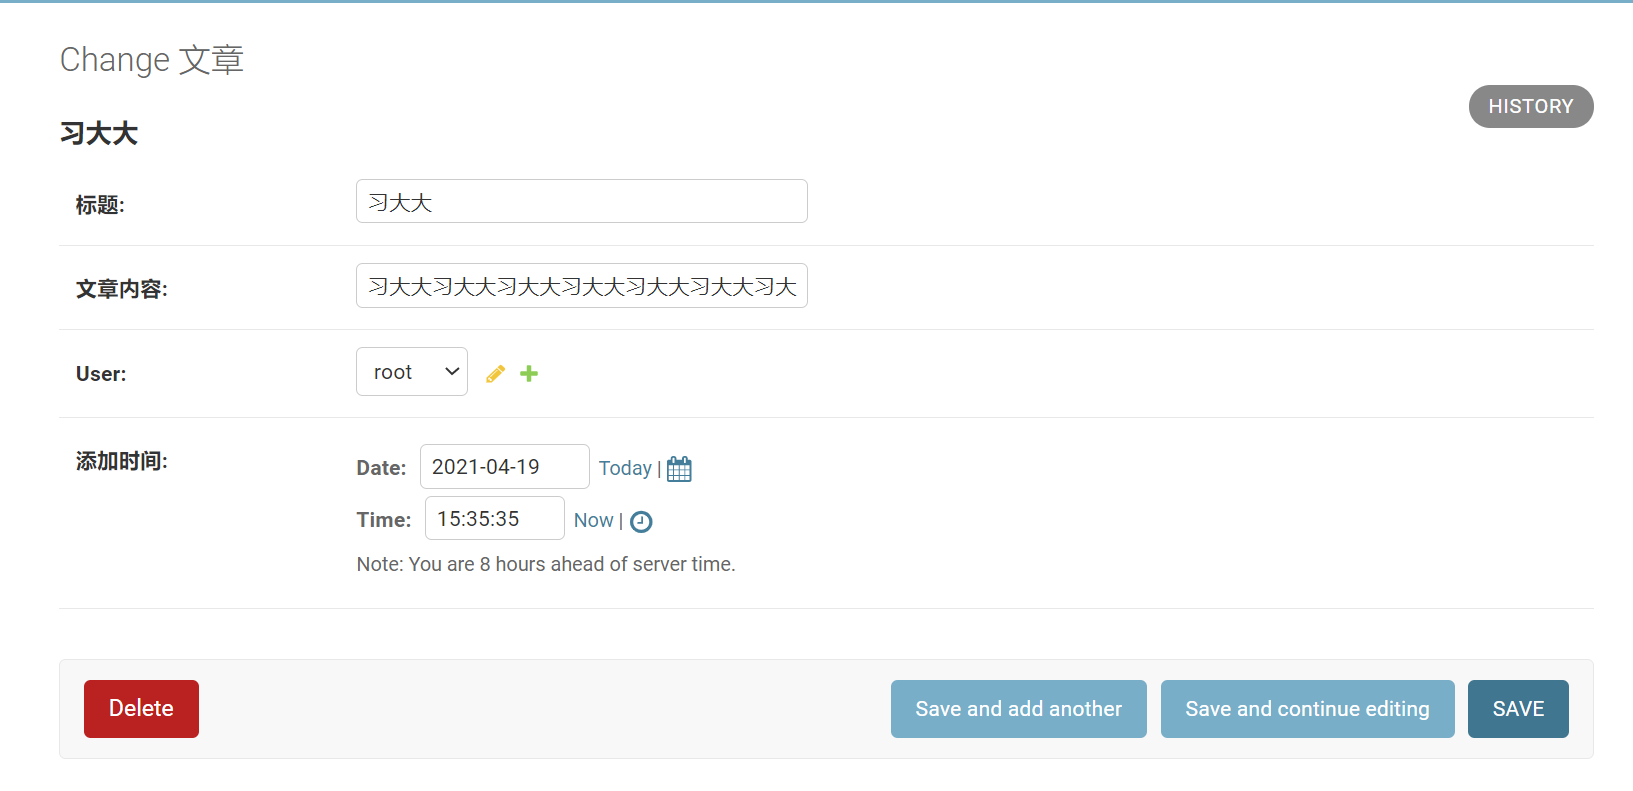 Change 文章
HISTORY
习大大
标题: 习大大
文章内容: 习大大习大大习大大习大大习大大习大大习大
User: root
添加时间: Date: 2021-04-19 Today |
Time: 15:35:35 Now |
Note: You are 8 hours ahead of server time.
Delete Save and add another Save and continue editing SAVE